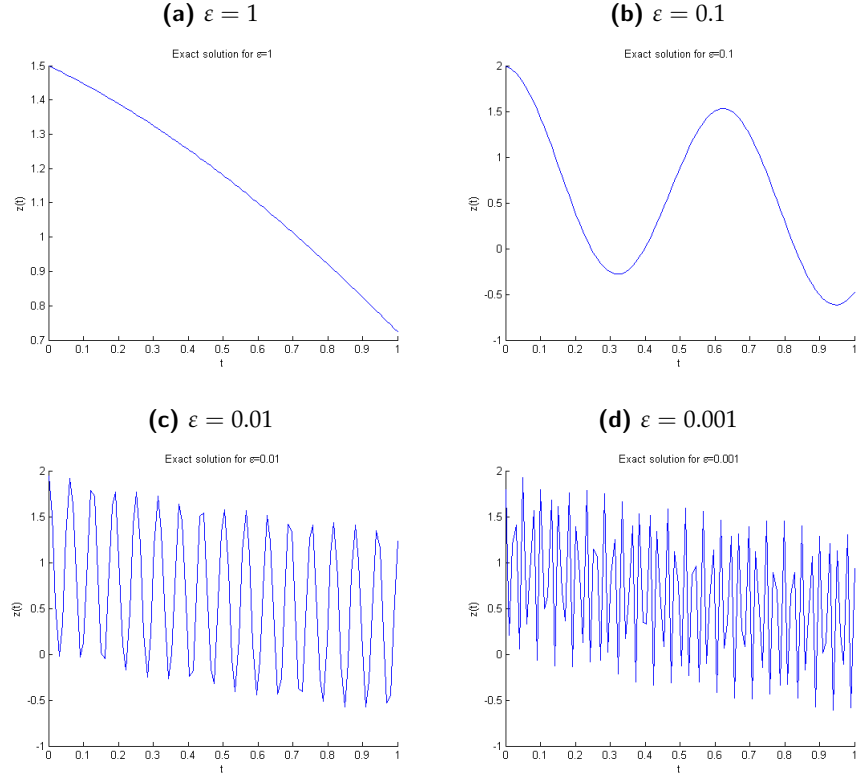 (a) ε = 1
Exact solution for ε=1
1.5
1.4
1.3
1.2
1.1
1
0.9
0.8
0.7
z(t)
0 0.1 0.2 0.3 0.4 0.5 0.6 0.7 0.8 0.9 1
t
(b) ε = 0.1
Exact solution for ε=0.1
2
1.5
1
0.5
0
-0.5
-1
z(t)
0 0.1 0.2 0.3 0.4 0.5 0.6 0.7 0.8 0.9 1
t
(c) ε = 0.01
Exact solution for ε=0.01
2
1.5
1
0.5
0
-0.5
-1
z(t)
0 0.1 0.2 0.3 0.4 0.5 0.6 0.7 0.8 0.9 1
t
(d) ε = 0.001
Exact solution for ε=0.001
2
1.5
1
0.5
0
-0.5
-1
z(t)
0 0.1 0.2 0.3 0.4 0.5 0.6 0.7 0.8 0.9 1
t